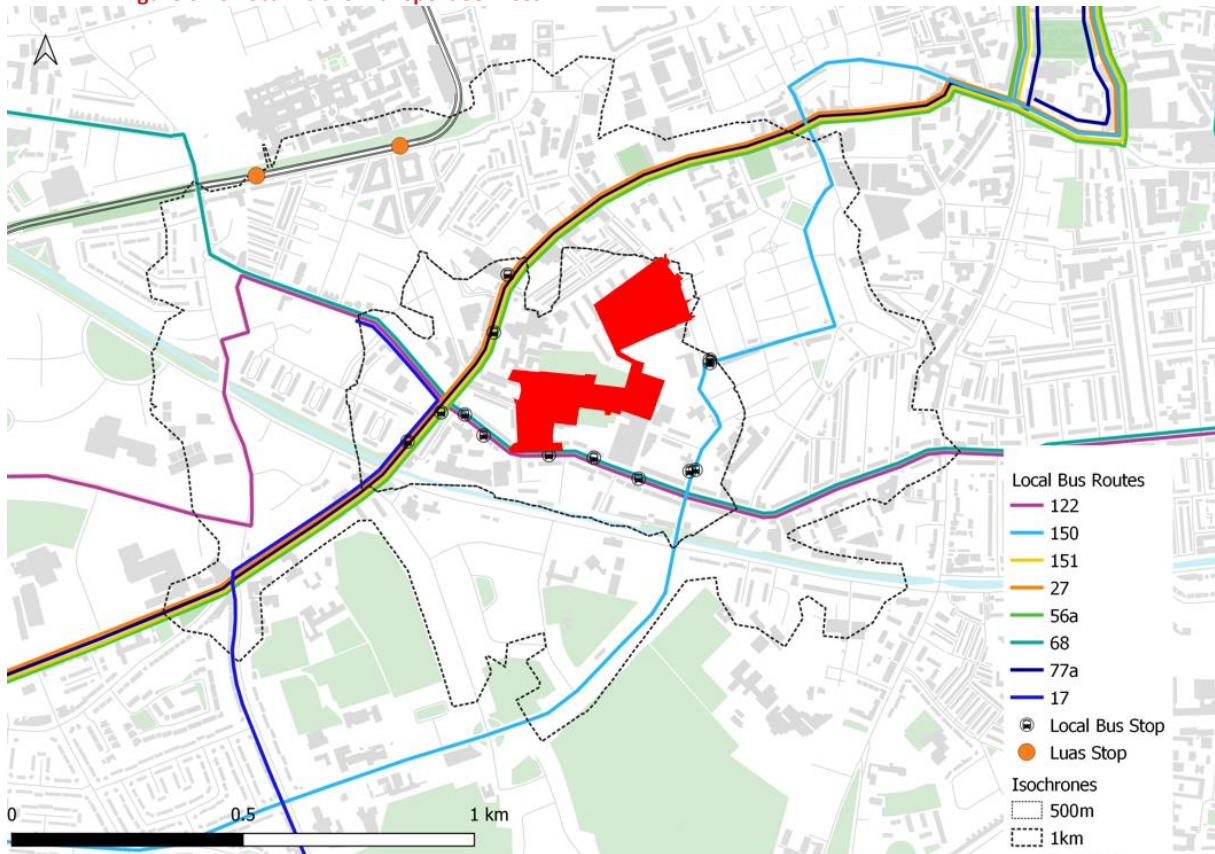 0
0.5
1 km
Local Bus Routes
122
150
151
27
56a
68
77a
17
Local Bus Stop
Luas Stop
Isochrones
500m
1km